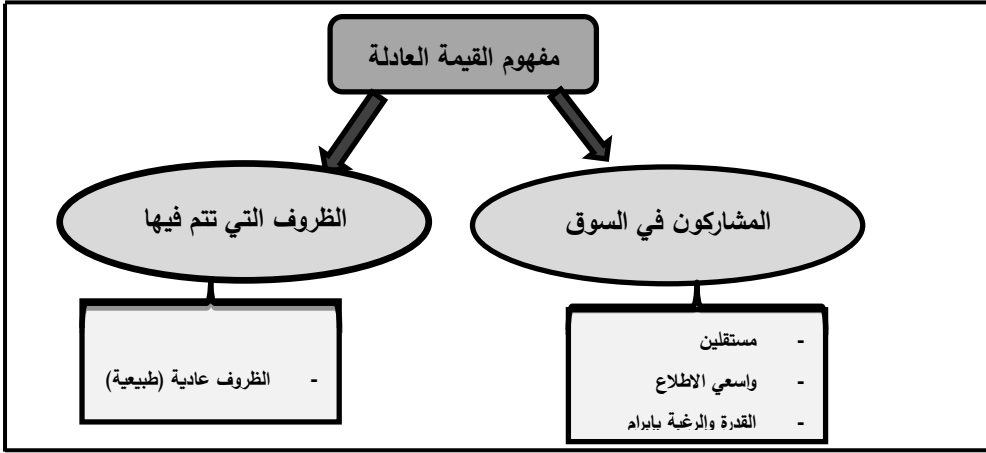 مفهوم القيمة العادلة
المشاركون في السوق
الظروف التي تتم فيها
- مستقلين
- واسعي الاطلاع
- القدرة والرغبة بإبرام
- الظروف عادية (طبيعية)